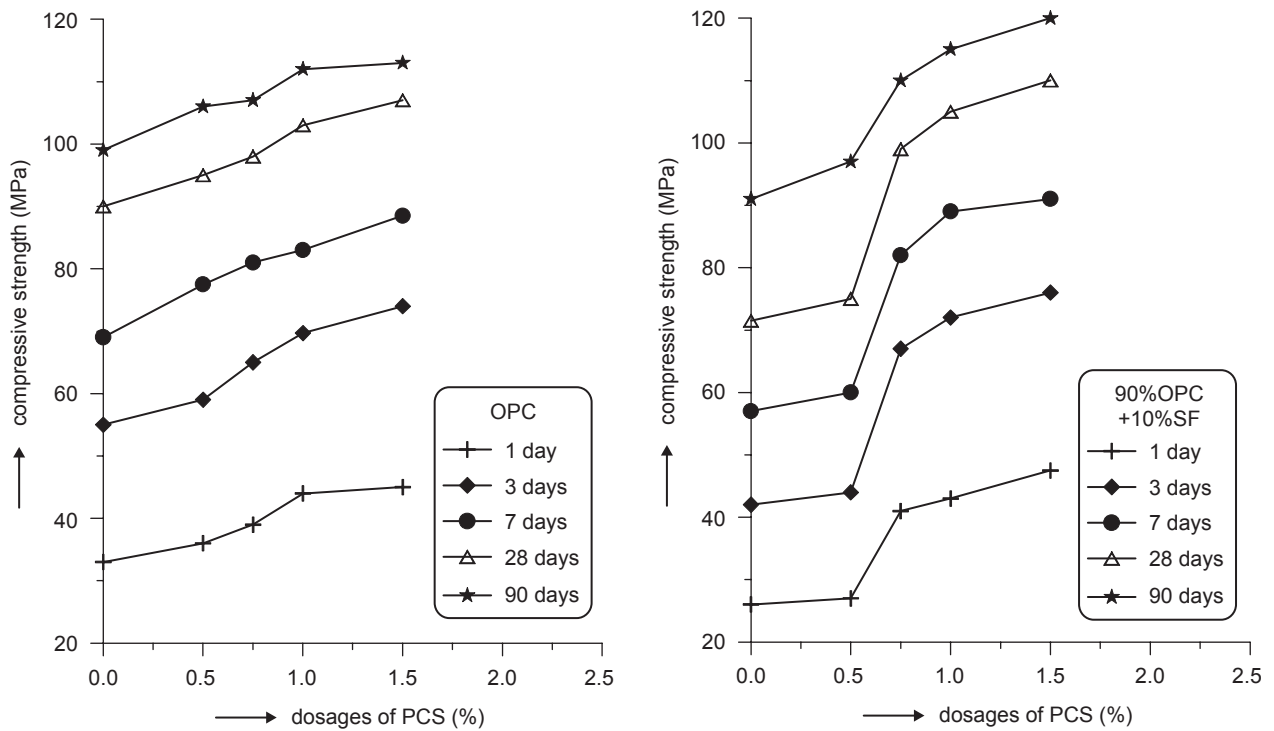 120
100
80
60
40
20
compressive strength (MPa)
OPC
1 day
3 days
7 days
28 days
90 days
0.0 0.5 1.0 1.5 2.0 2.5
dosages of PCS (%)
120
100
80
60
40
20
compressive strength (MPa)
90%OPC
+10%SF
1 day
3 days
7 days
28 days
90 days
0.0 0.5 1.0 1.5 2.0 2.5
dosages of PCS (%)